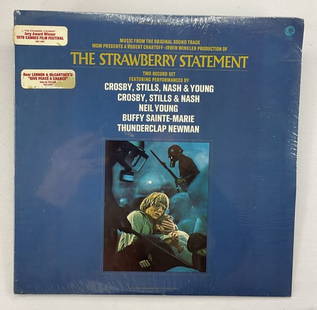 Jury Award Winner
1970 CANNES FILM FESTIVAL
Hear LENNON & McCARTNEY'S
"GIVE PEACE A CHANCE"
MUSIC FROM THE ORIGINAL SOUND TRACK
MGM PRESENTS A ROBERT CHARTOFF-IRWIN WINKLER PRODUCTION OF
THE STRAWBERRY STATEMENT
TWO RECORD SET
FEATURING PERFORMANCES BY
CROSBY, STILLS, NASH & YOUNG
CROSBY, STILLS & NASH
NEIL YOUNG
BUFFY SAINTE-MARIE
THUNDERCLAP NEWMAN